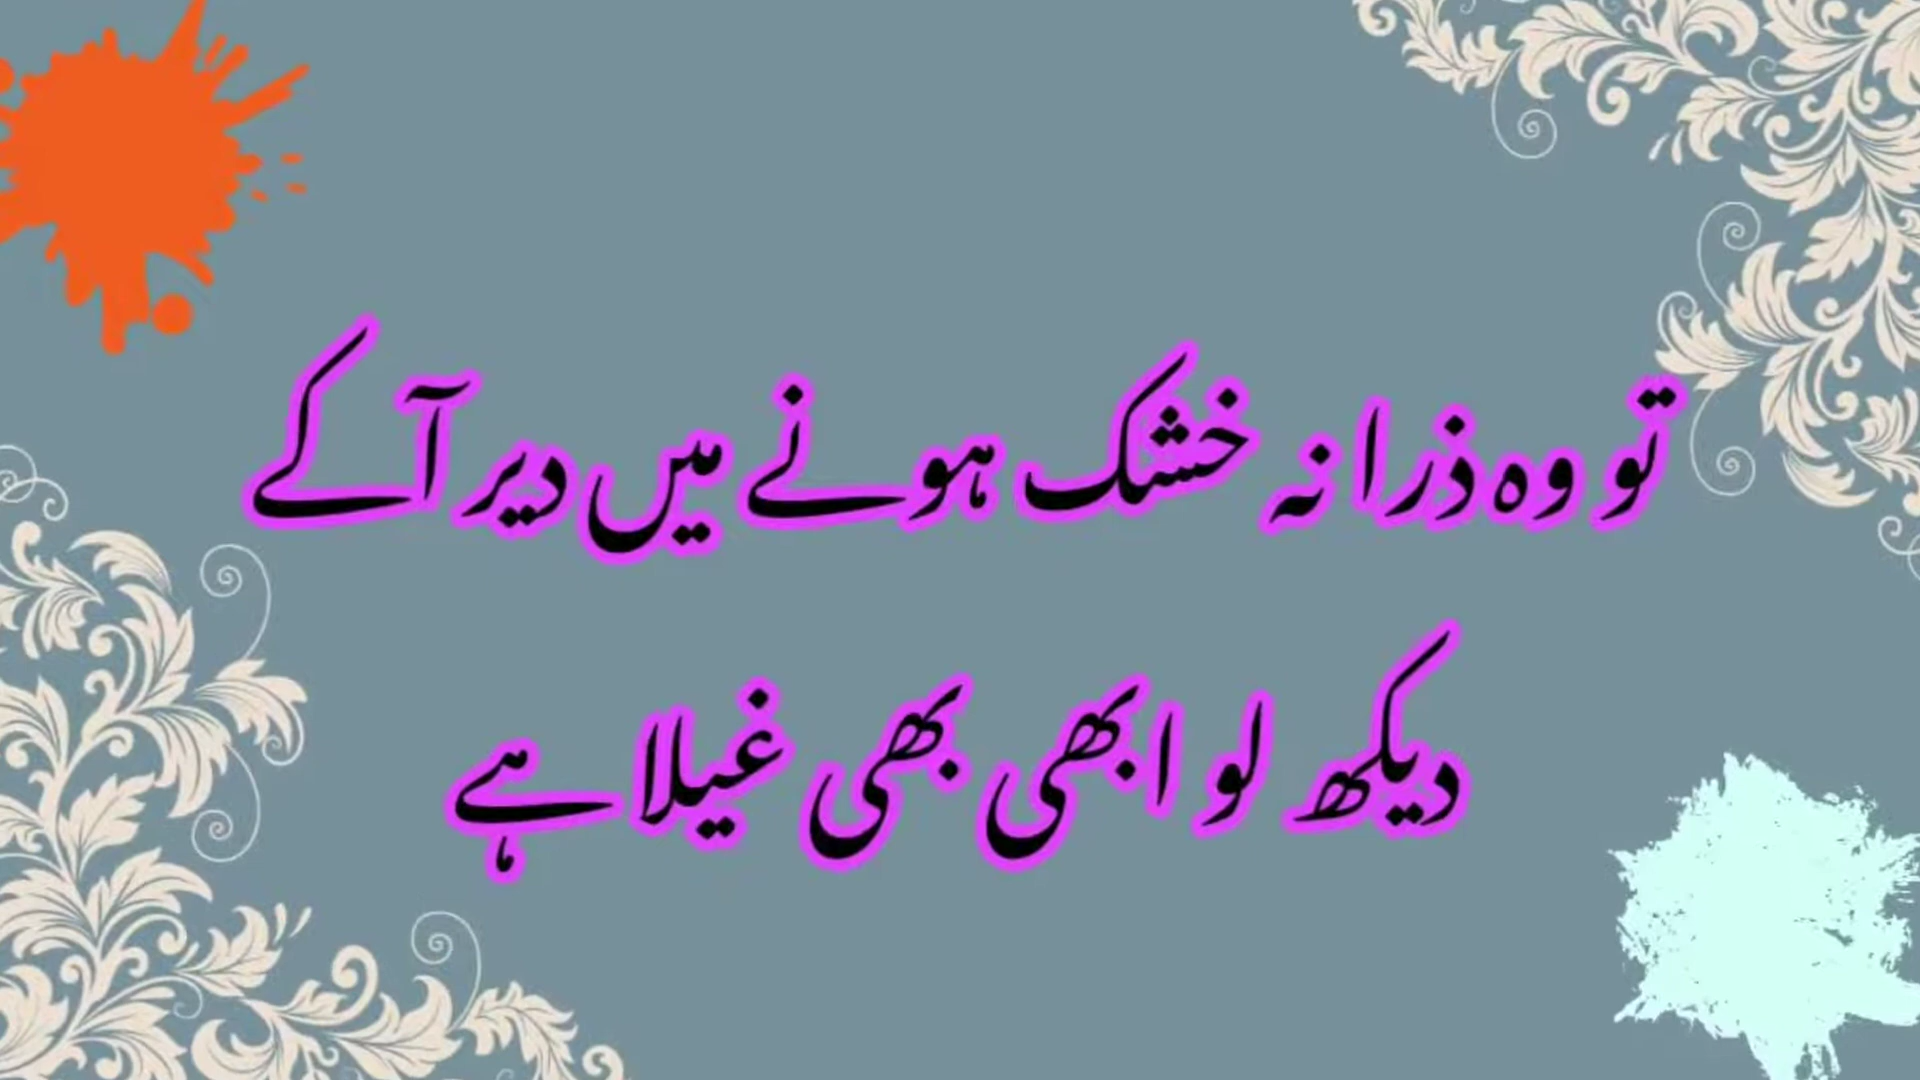 تو وہ ذرا نہ خشک ہونے میں دیر آکے
دیکھ لو ابھی بھی غیلا ہے